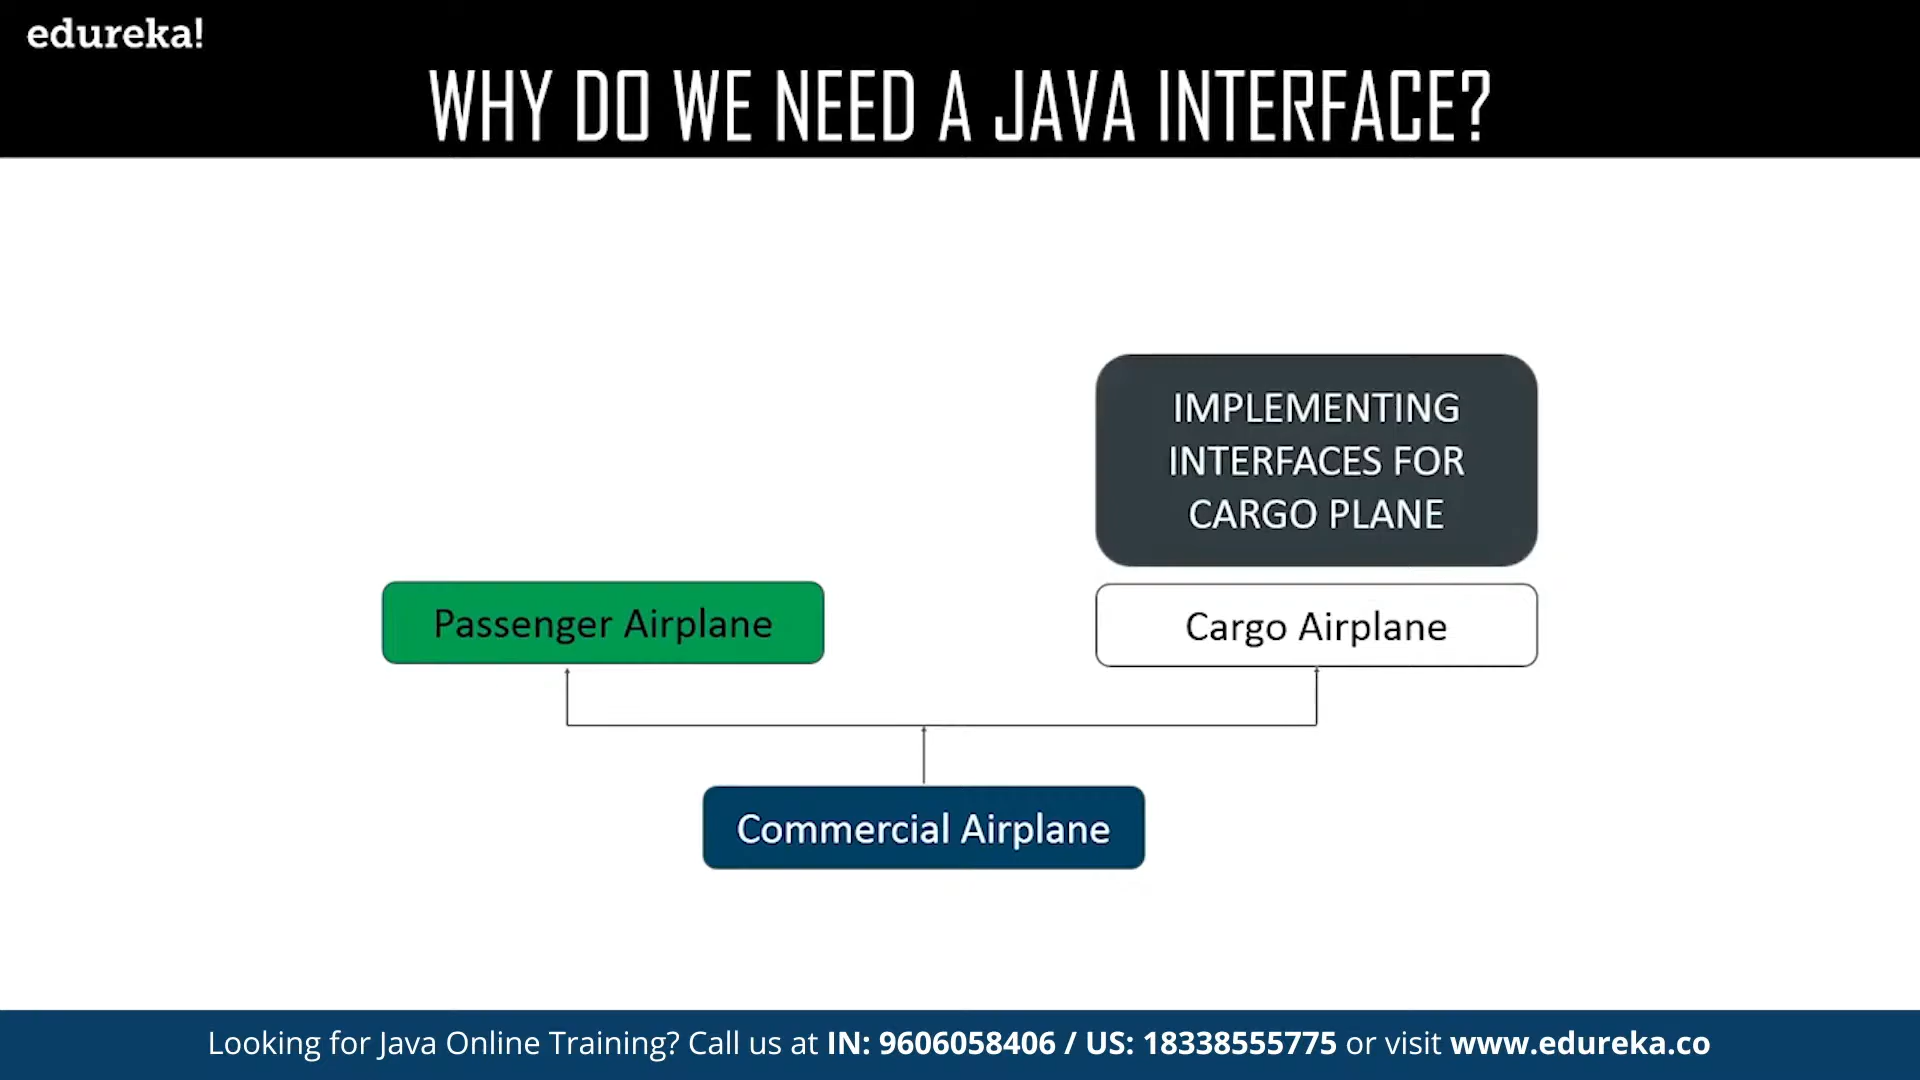 edureka!
WHY DO WE NEED A JAVA INTERFACE?
IMPLEMENTING
INTERFACES FOR
CARGO PLANE
Passenger Airplane
Cargo Airplane
Commercial Airplane
Looking for Java Online Training? Call us at IN: 9606058406 / US: 18338555775 or visit www.edureka.co